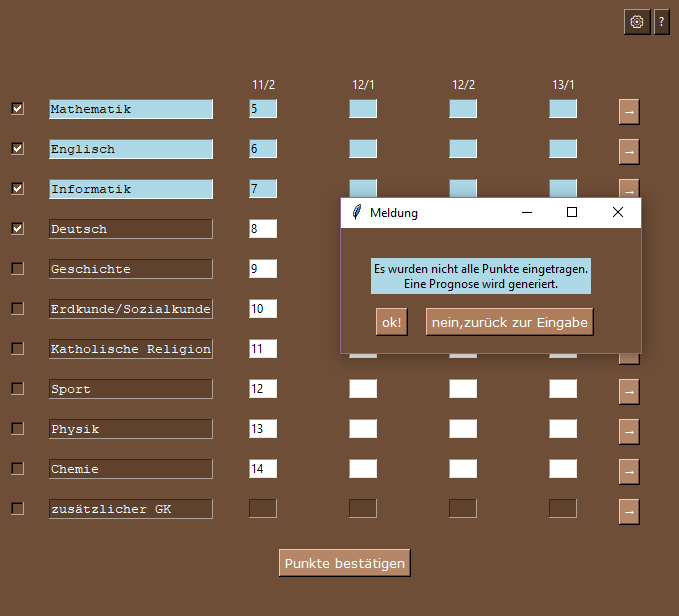 ?
11/2 12/1 12/2 13/1
Mathematik 5 →
Englisch 6 →
Informatik 7 →
Meldung
Deutsch 8
Es wurden nicht alle Punkte eingetragen.
Geschichte 9
Eine Prognose wird generiert.
Erdkunde/Sozialkunde 10
ok! nein,zurück zur Eingabe
Katholische Religion 11
Sport 12 →
Physik 13 →
Chemie 14 →
zusätzlicher GK →
Punkte bestätigen